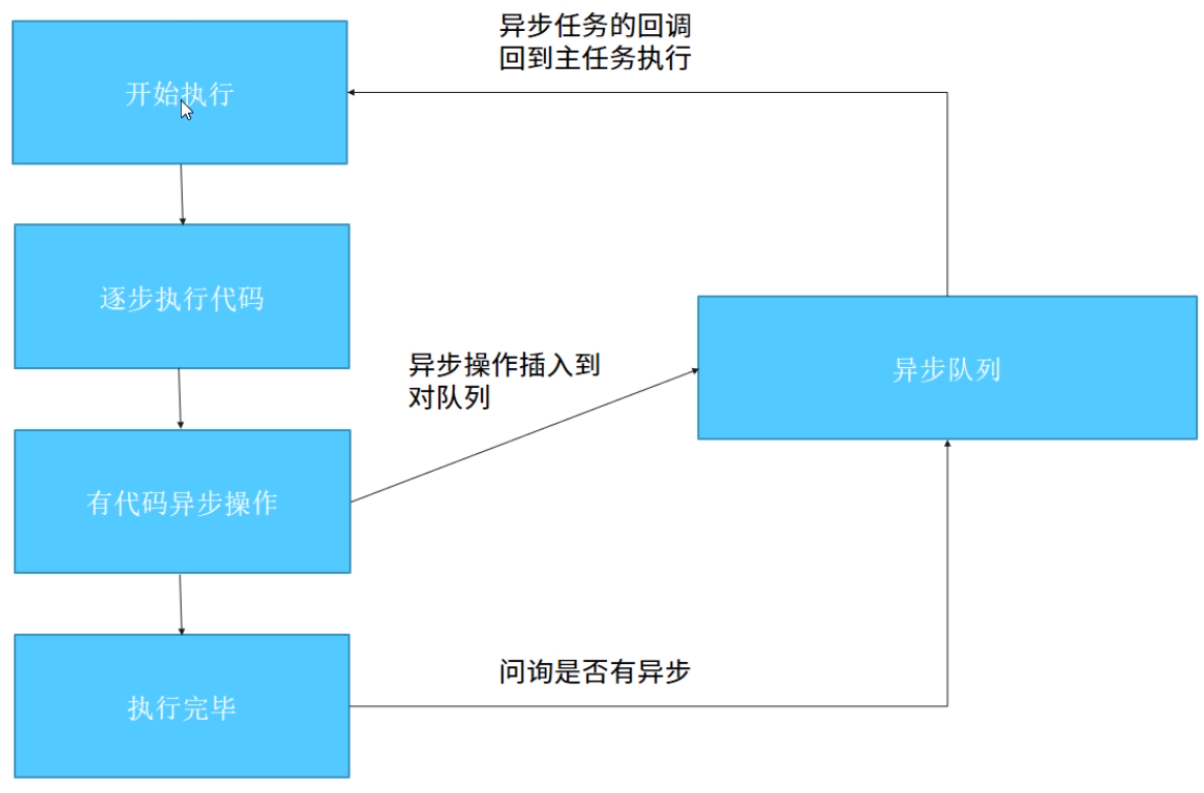 异步任务的回调
回到主任务执行
开始执行
逐步执行代码
异步操作插入到
对队列
异步队列
有代码异步操作
问询是否有异步
执行完毕